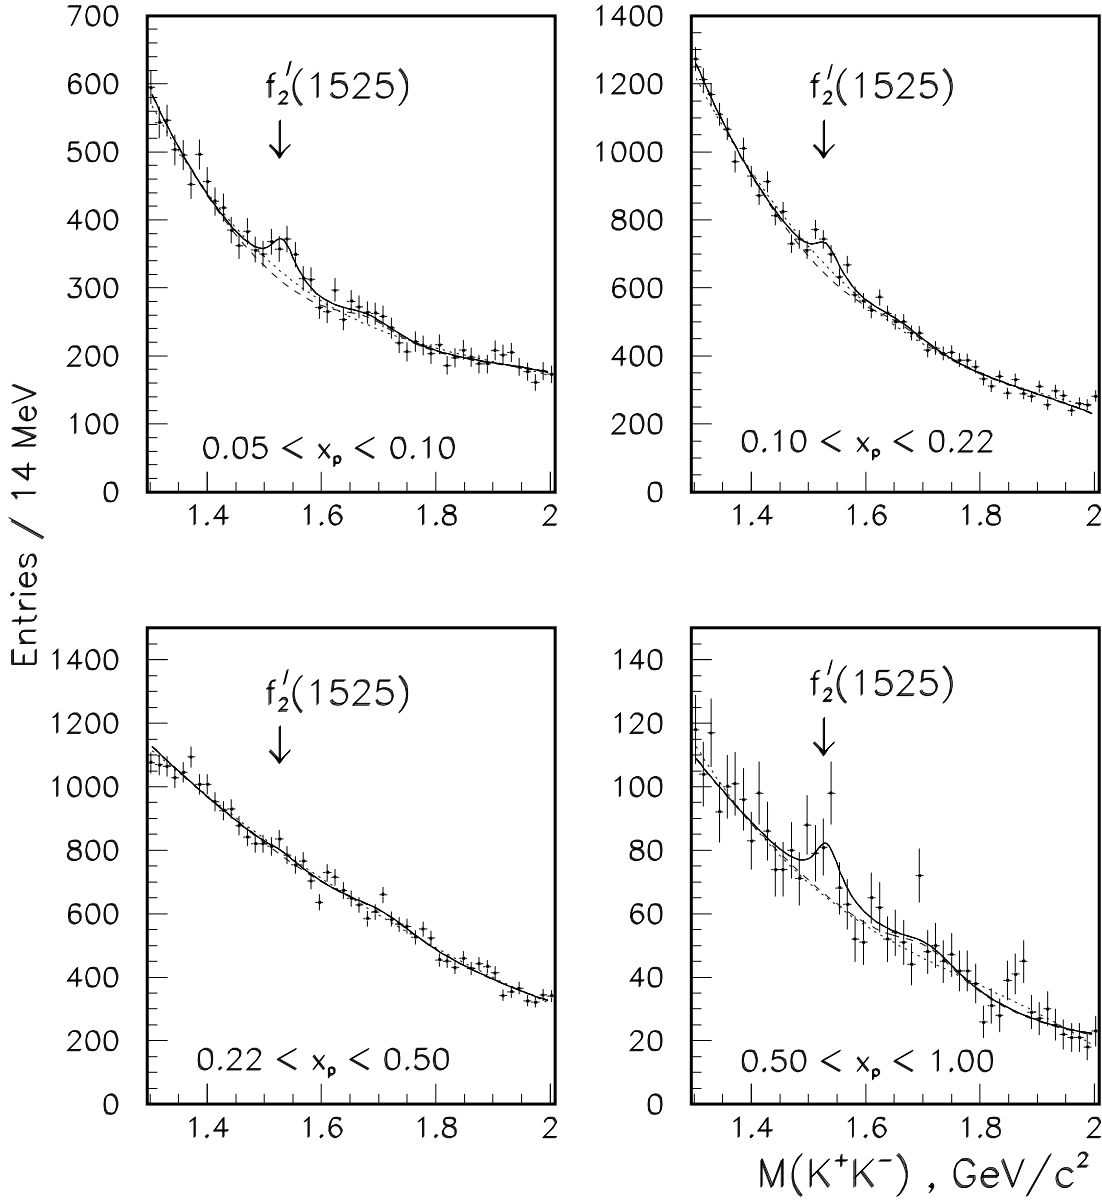 Entries / 14 MeV
700
600
500
400
300
200
100
0
1.4 1.6 1.8 2
f₂′(1525)
0.05 < xₚ < 0.10
1400
1200
1000
800
600
400
200
0
1.4 1.6 1.8 2
f₂′(1525)
0.10 < xₚ < 0.22
1400
1200
1000
800
600
400
200
0
1.4 1.6 1.8 2
f₂′(1525)
0.22 < xₚ < 0.50
140
120
100
80
60
40
20
0
1.4 1.6 1.8 2
f₂′(1525)
0.50 < xₚ < 1.00
M(K⁺K⁻) , GeV/c²